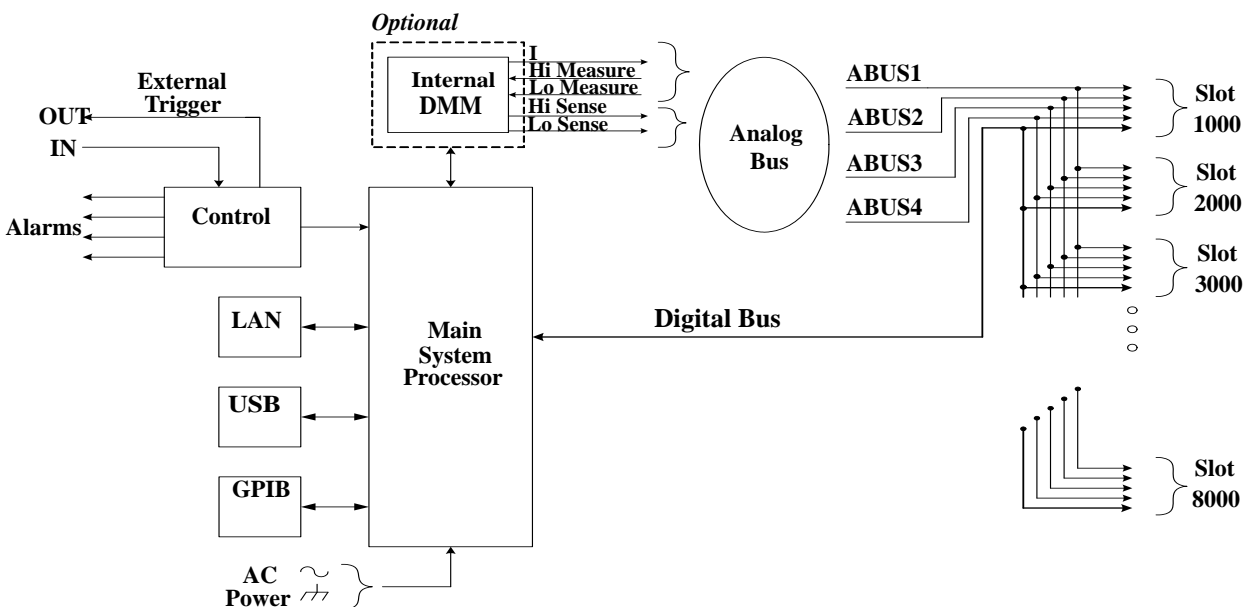 Optional
Internal
DMM
I
Hi Measure
Lo Measure
Hi Sense
Lo Sense
External
Trigger
OUT
IN
Alarms
Control
Analog
Bus
ABUS1
ABUS2
ABUS3
ABUS4
Slot
1000
Slot
2000
Slot
3000
LAN
USB
GPIB
Main
System
Processor
Digital Bus
Slot
8000
AC
Power